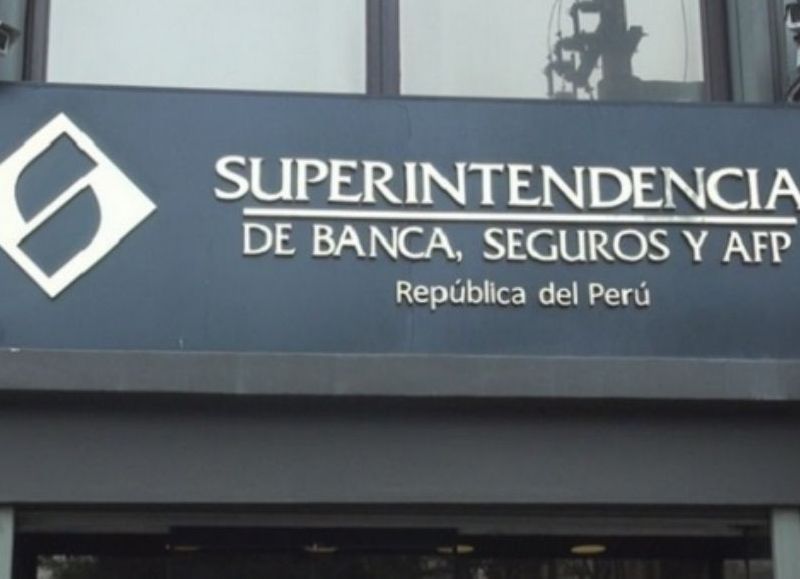 SUPERINTENDENCIA
DE BANCA, SEGUROS Y AFP
República del Perú